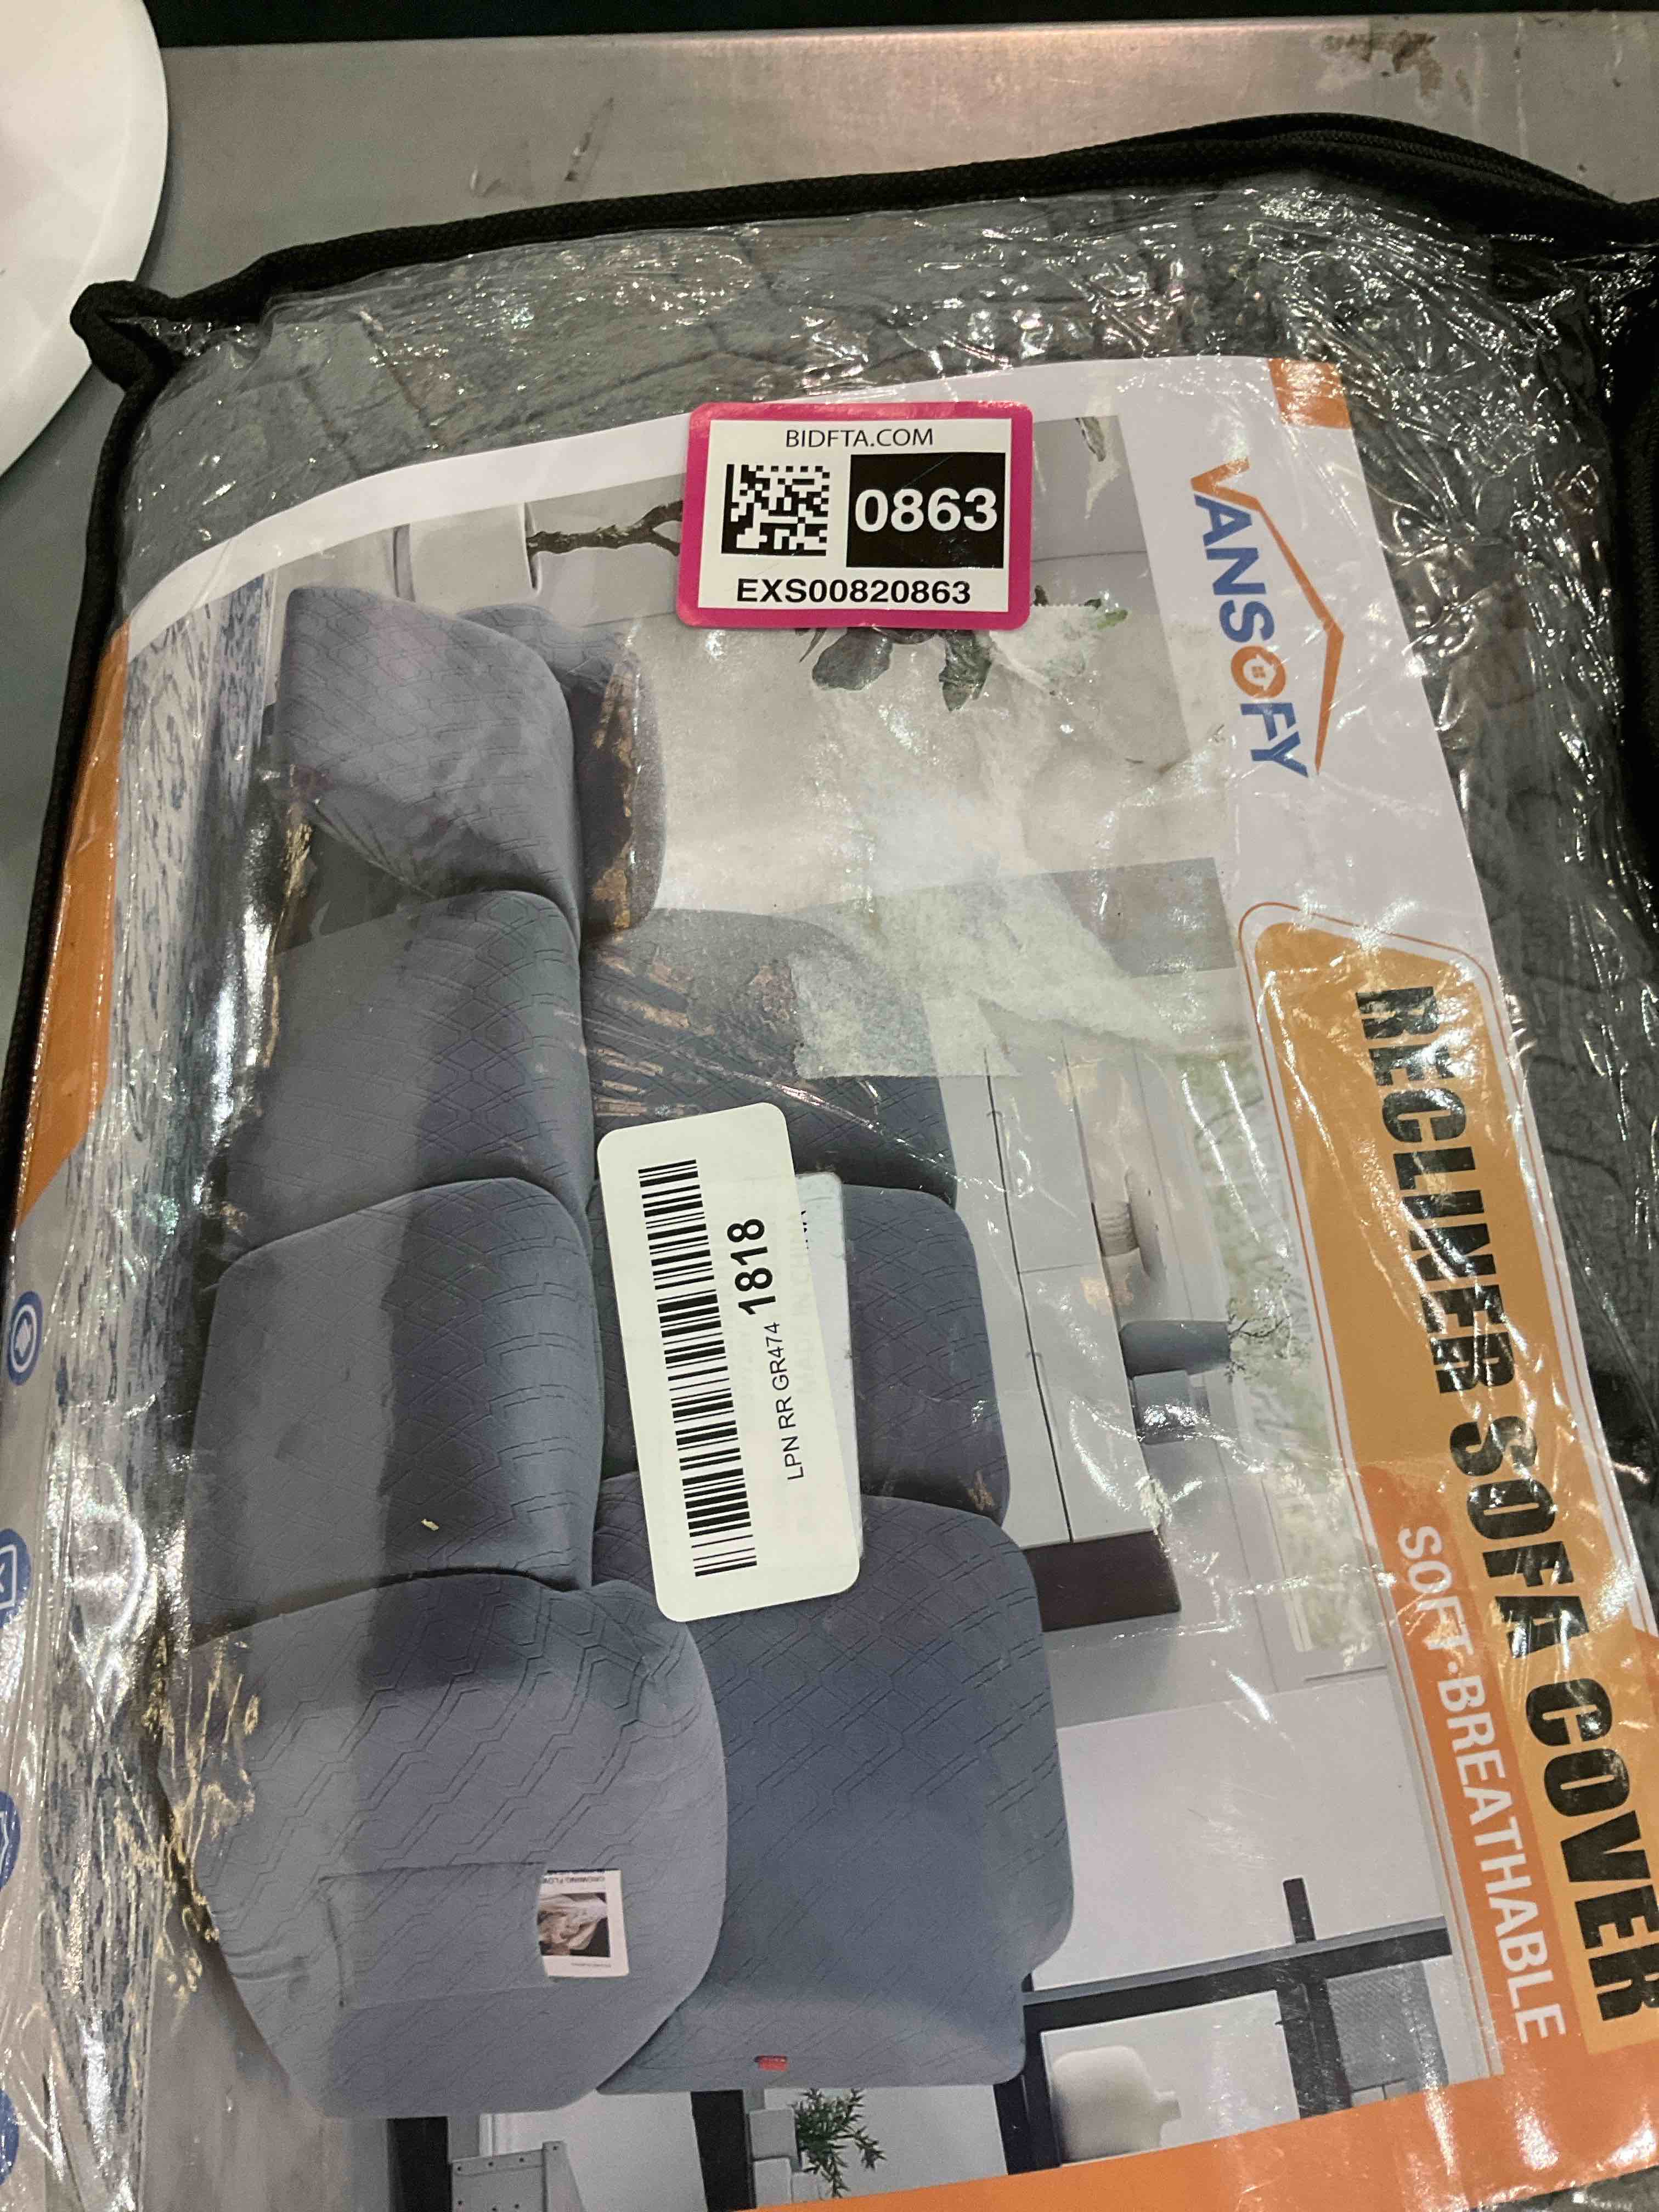 BIDFTA.COM
0863
EXS00820863
VANSOFY
RECLINER SOFA COVER
SOFT·BREATHABLE
LPN RR GR474 1818